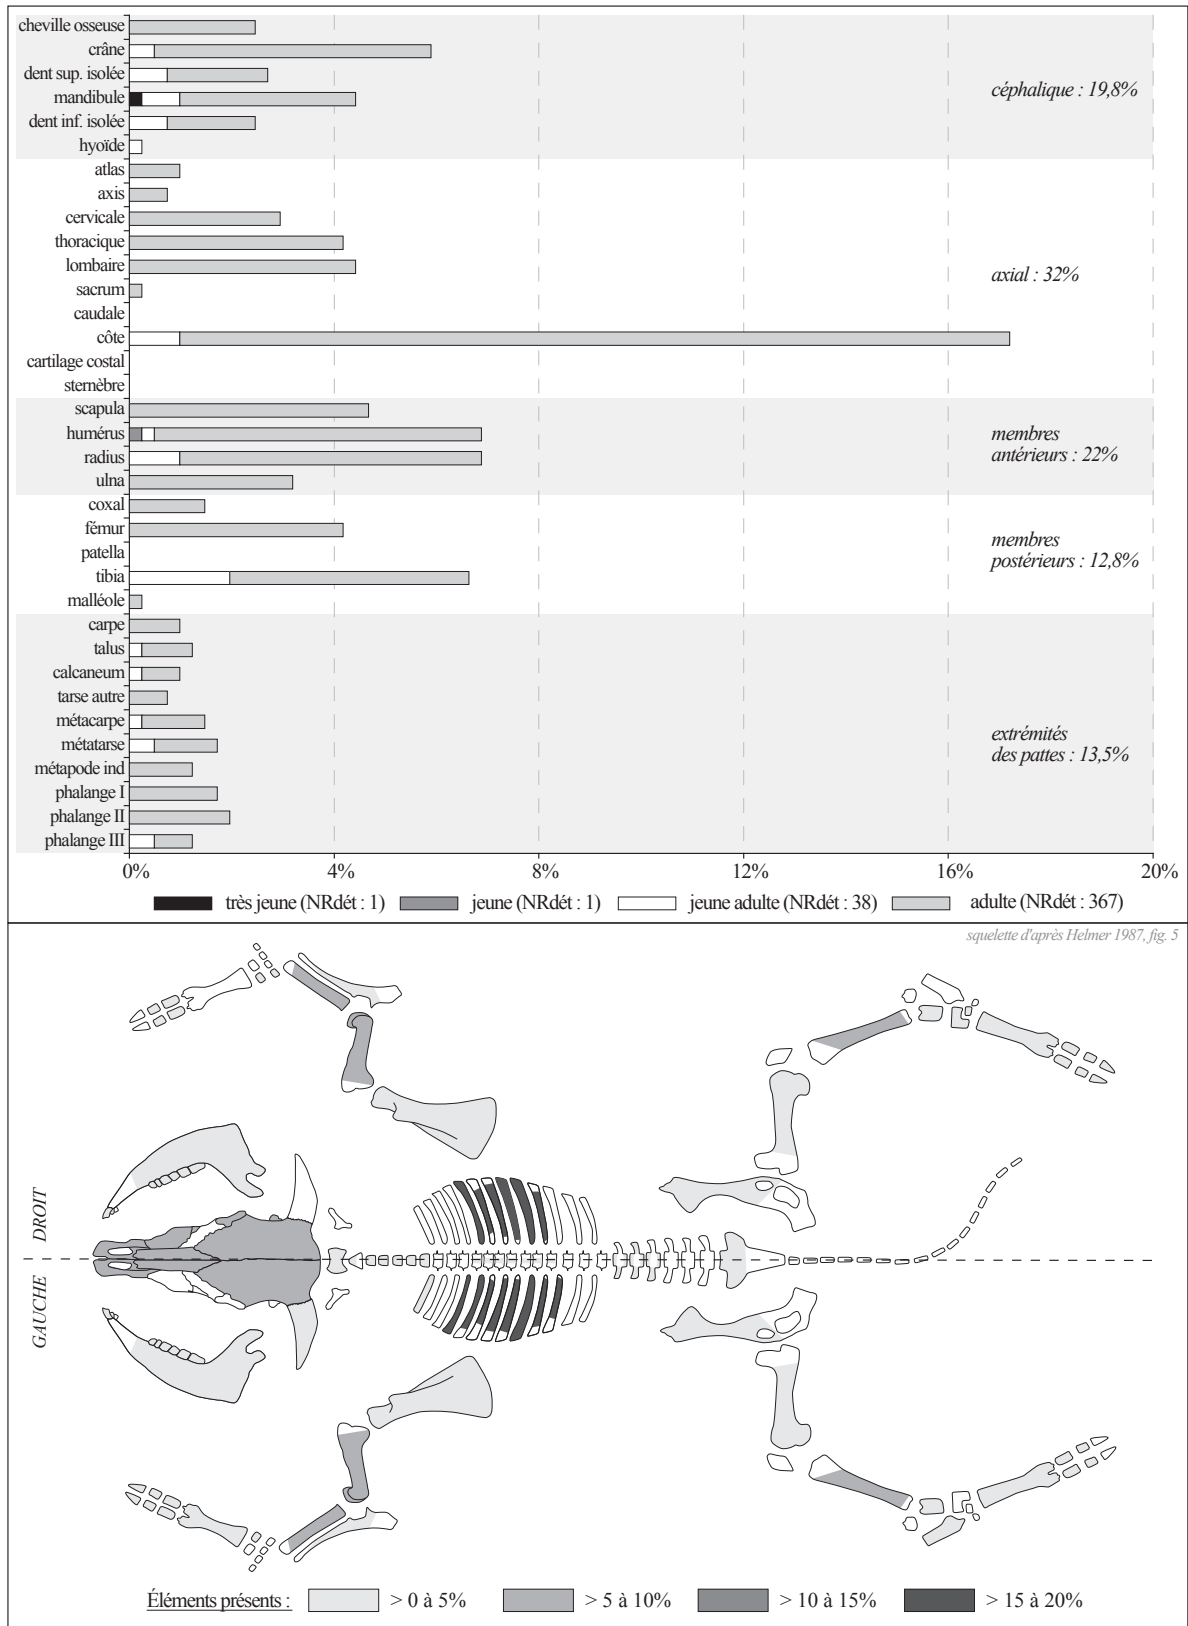 cheville osseuse
crâne
dent sup. isolée
mandibule
dent inf. isolée
hyoïde
céphalique : 19,8%
atlas
axis
cervicale
thoracique
lombaire
sacrum
caudale
côte
cartilage costal
sternèbre
axial : 32%
scapula
humérus
radius
ulna
membres
antérieurs : 22%
coxal
fémur
patella
tibia
malléole
membres
postérieurs : 12,8%
carpe
talus
calcaneum
tarse autre
métacarpe
métatarse
métapode ind
phalange I
phalange II
phalange III
extrémités
des pattes : 13,5%
0% 4% 8% 12% 16% 20%
très jeune (NRdét : 1) jeune (NRdét : 1) jeune adulte (NRdét : 38) adulte (NRdét : 367)
squelette d'après Helmer 1987, fig. 5
DROIT
GAUCHE
Éléments présents : > 0 à 5% > 5 à 10% > 10 à 15% > 15 à 20%